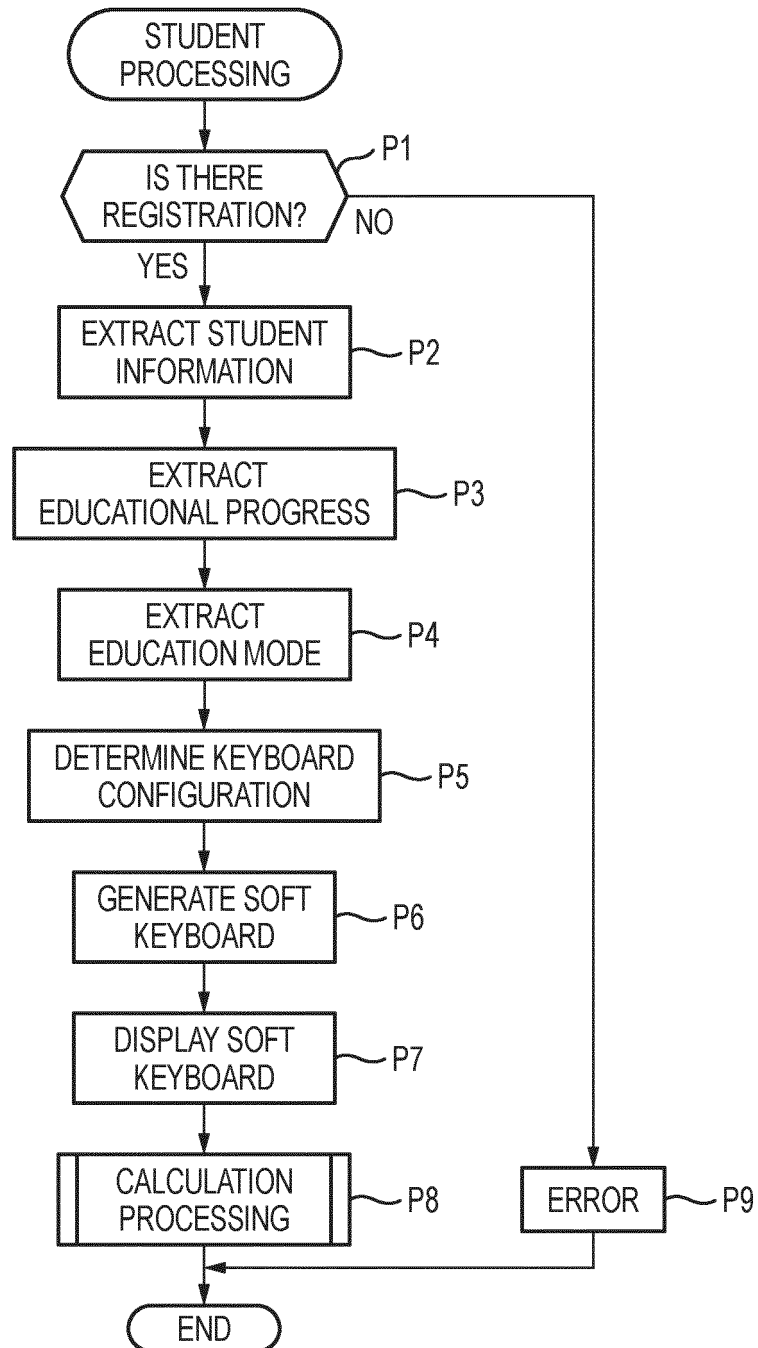 STUDENT
PROCESSING
IS THERE
REGISTRATION?
P1
NO
YES
EXTRACT STUDENT
INFORMATION
P2
EXTRACT
EDUCATIONAL PROGRESS
P3
EXTRACT
EDUCATION MODE
P4
DETERMINE KEYBOARD
CONFIGURATION
P5
GENERATE SOFT
KEYBOARD
P6
DISPLAY SOFT
KEYBOARD
P7
CALCULATION
PROCESSING
P8
ERROR
P9
END